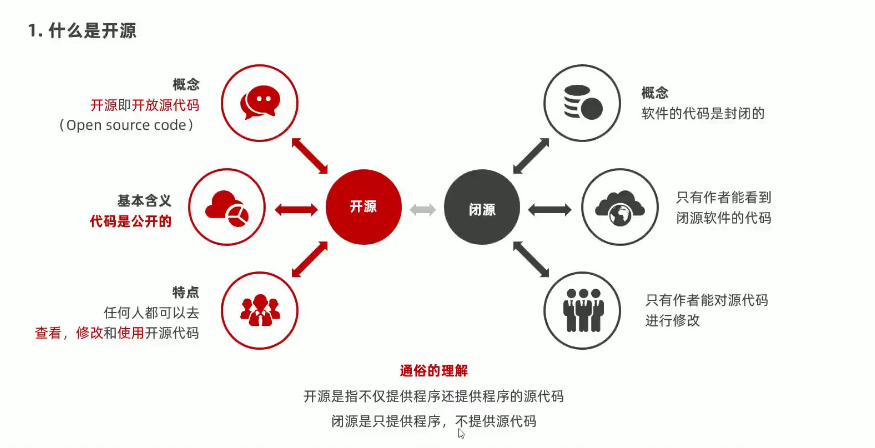 1. 什么是开源
概念
开源即开放源代码
（Open source code）
基本含义
代码是公开的
特点
任何人都可以去
查看，修改和使用开源代码
开源
闭源
概念
软件的代码是封闭的
只有作者能看到
闭源软件的代码
只有作者能对源代码
进行修改
通俗的理解
开源是指不仅提供程序还提供程序的源代码
闭源是只提供程序，不提供源代码